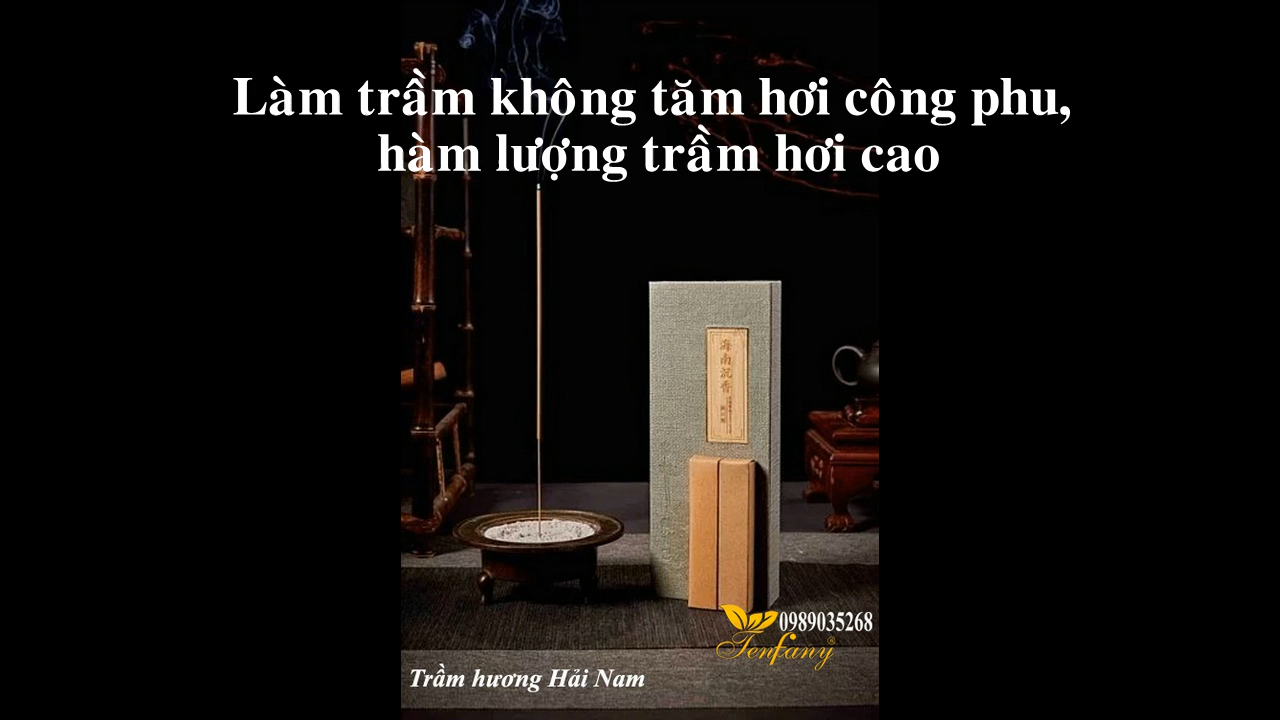 Làm trầm không tăm hơi công phu,
hàm lượng trầm hơi cao
海南沉香
0989035268
Tenfany
Trầm hương Hải Nam